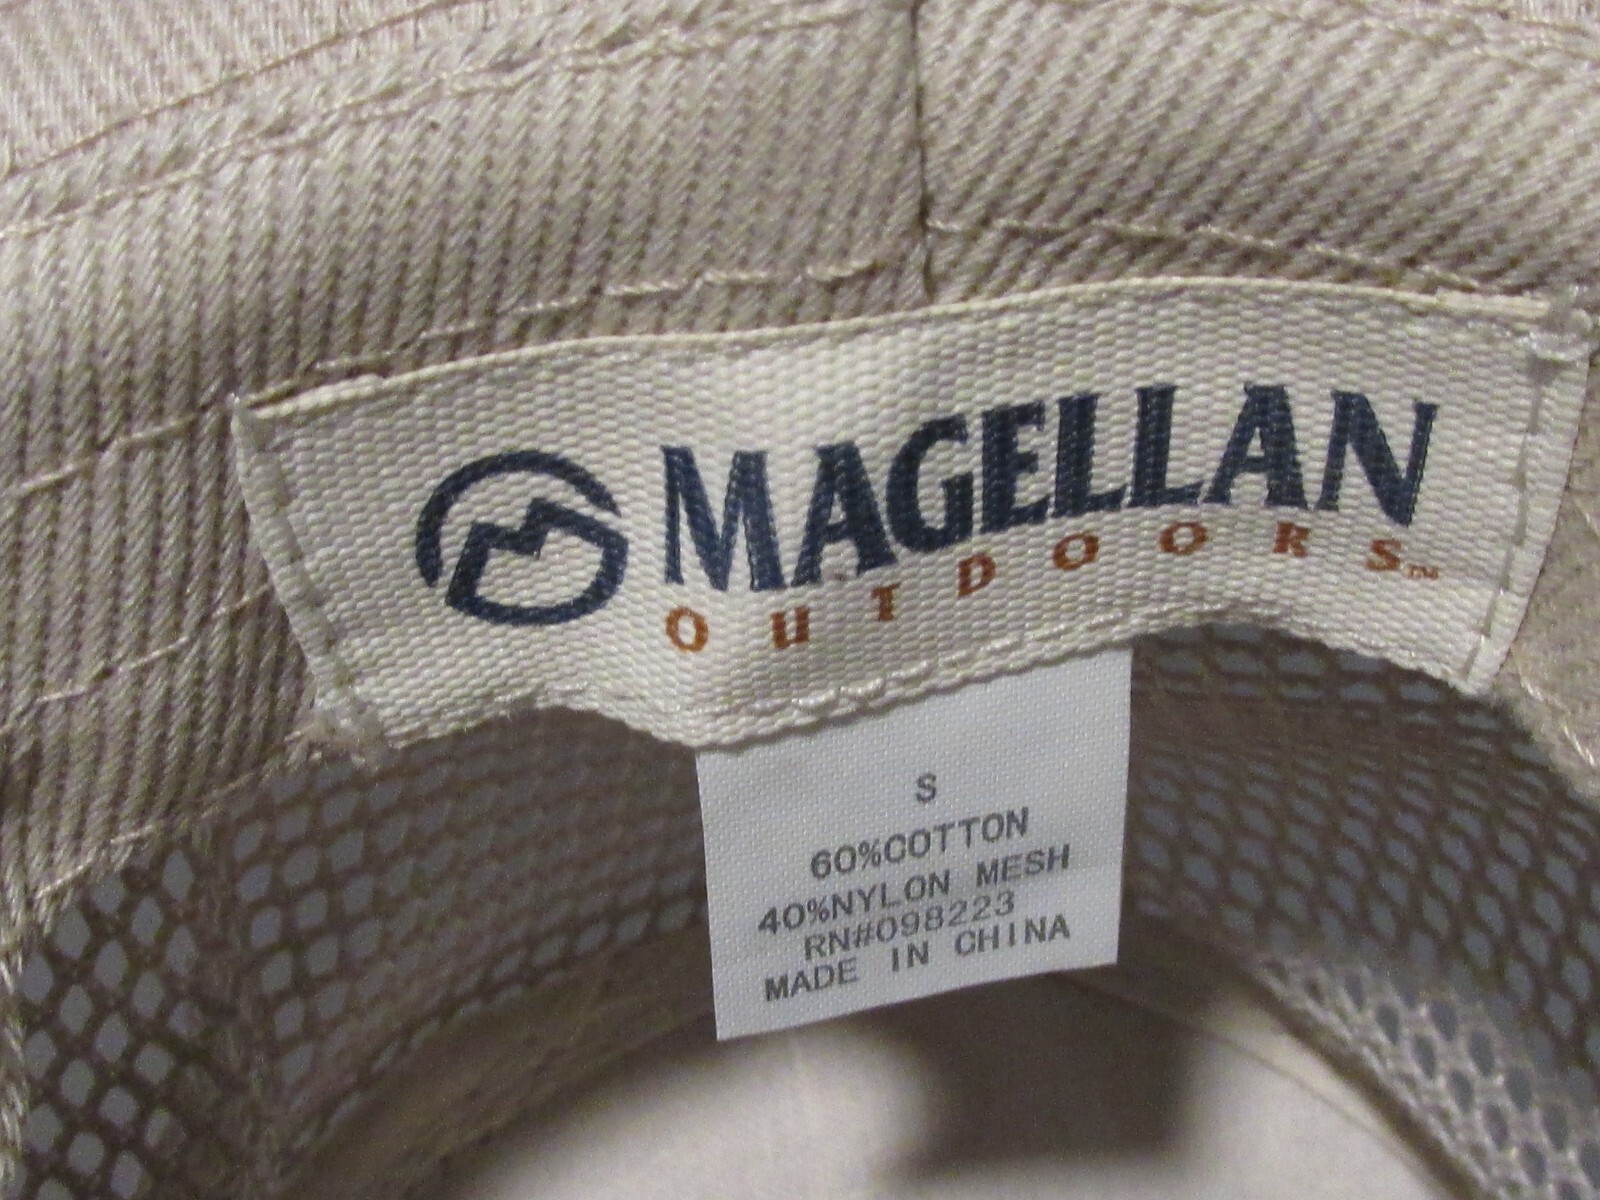 MAGELLAN
OUTDOORS™
S
60%COTTON
40%NYLON MESH
RN#098223
MADE IN CHINA